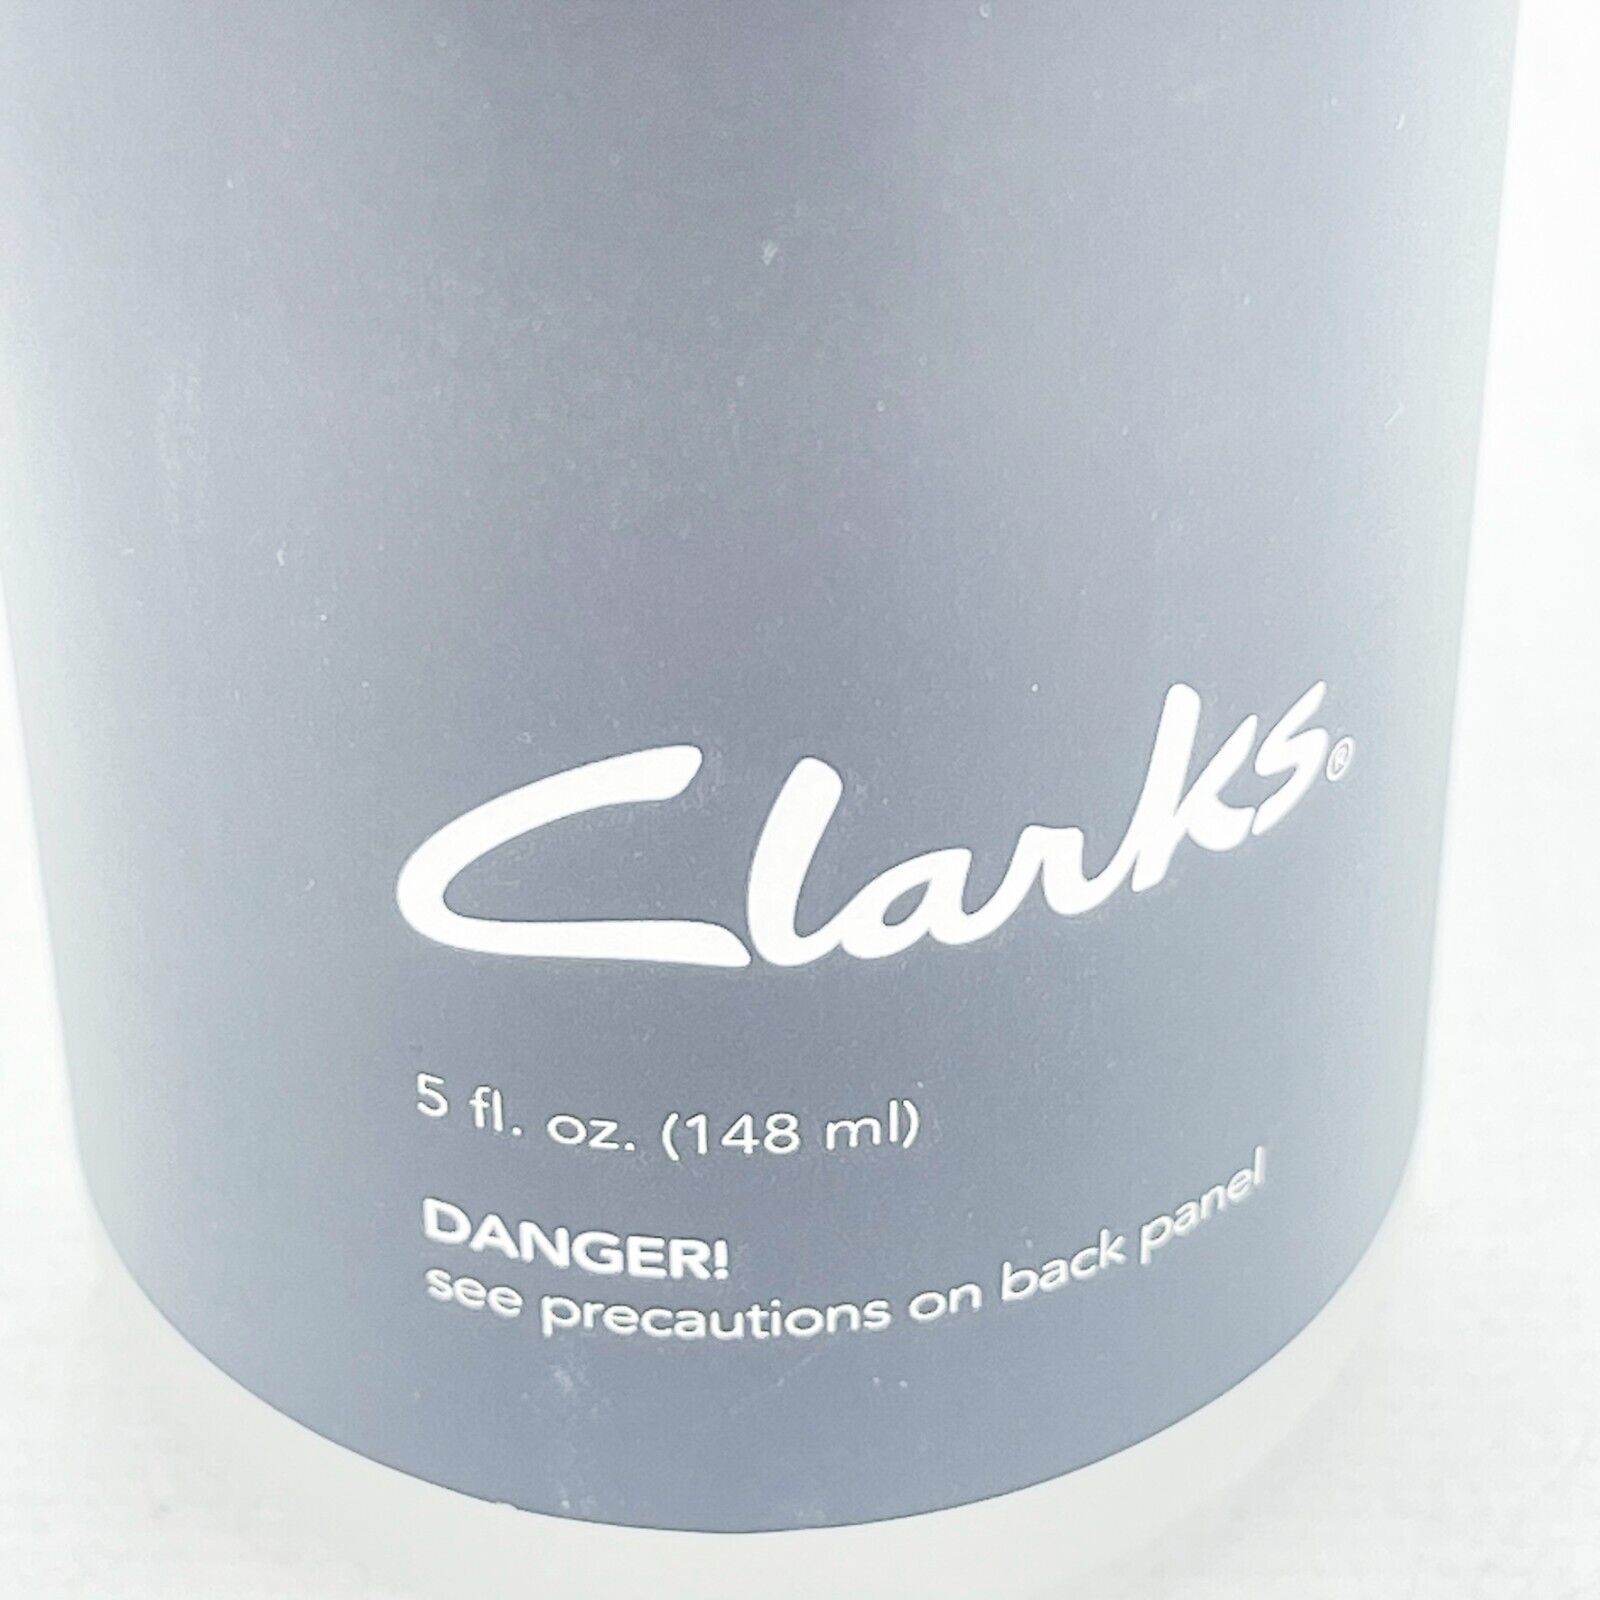 Clarks®
5 fl. oz. (148 ml)
DANGER!
see precautions on back panel